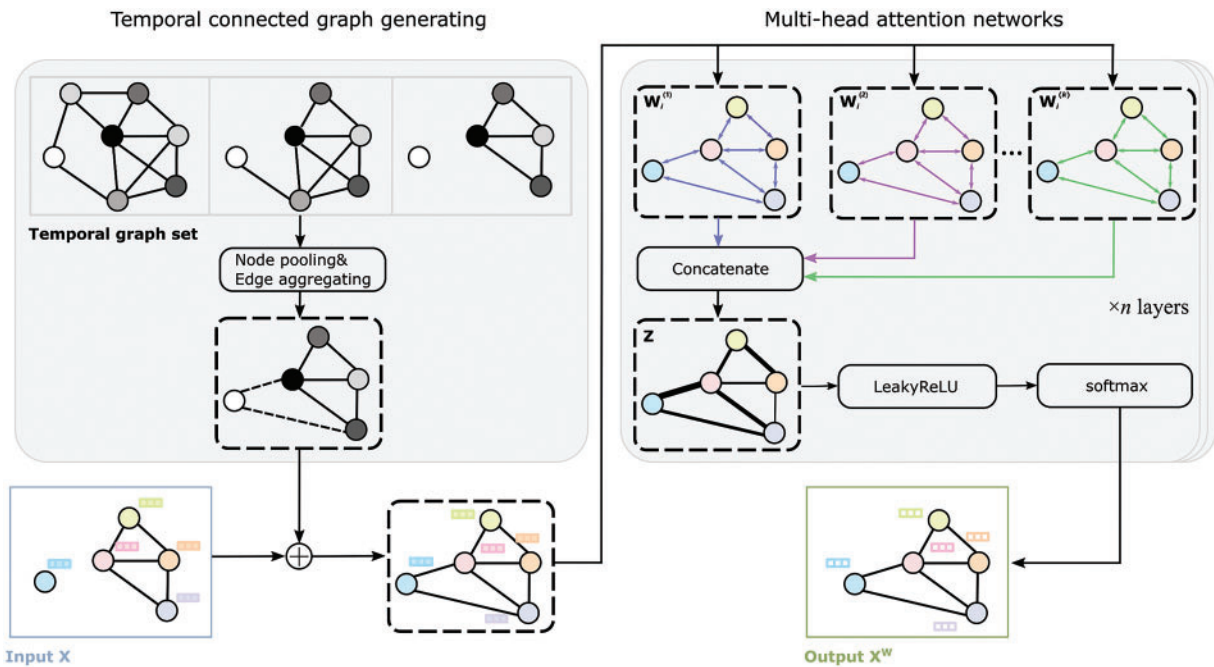 Temporal connected graph generating
Multi-head attention networks
Temporal graph set
Node pooling&
Edge aggregating
W_i^{(1)}
W_i^{(2)}
...
W_i^{(k)}
Concatenate
×n layers
Z
LeakyReLU
softmax
Input X
Output X^W